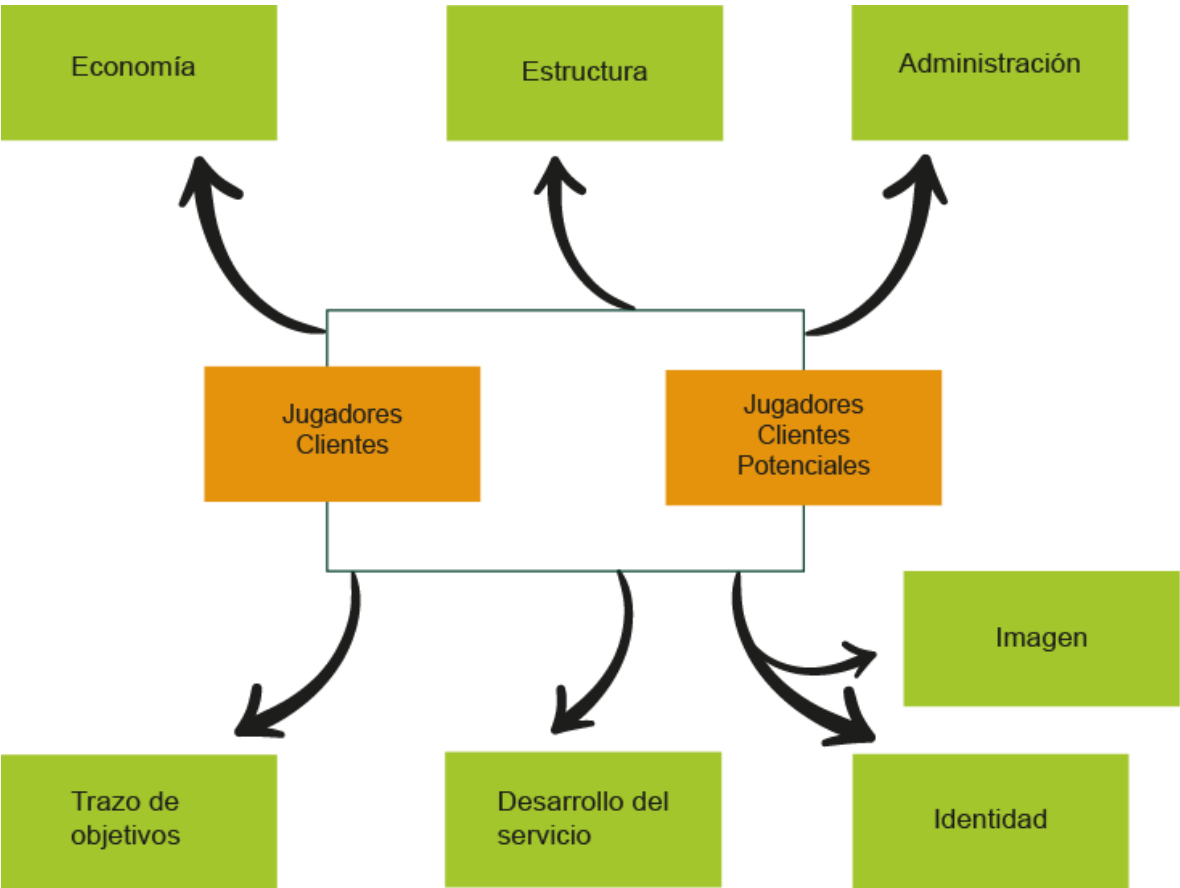 Economía
Estructura
Administración
Jugadores
Clientes
Jugadores
Clientes
Potenciales
Imagen
Trazo de
objetivos
Desarrollo del
servicio
Identidad